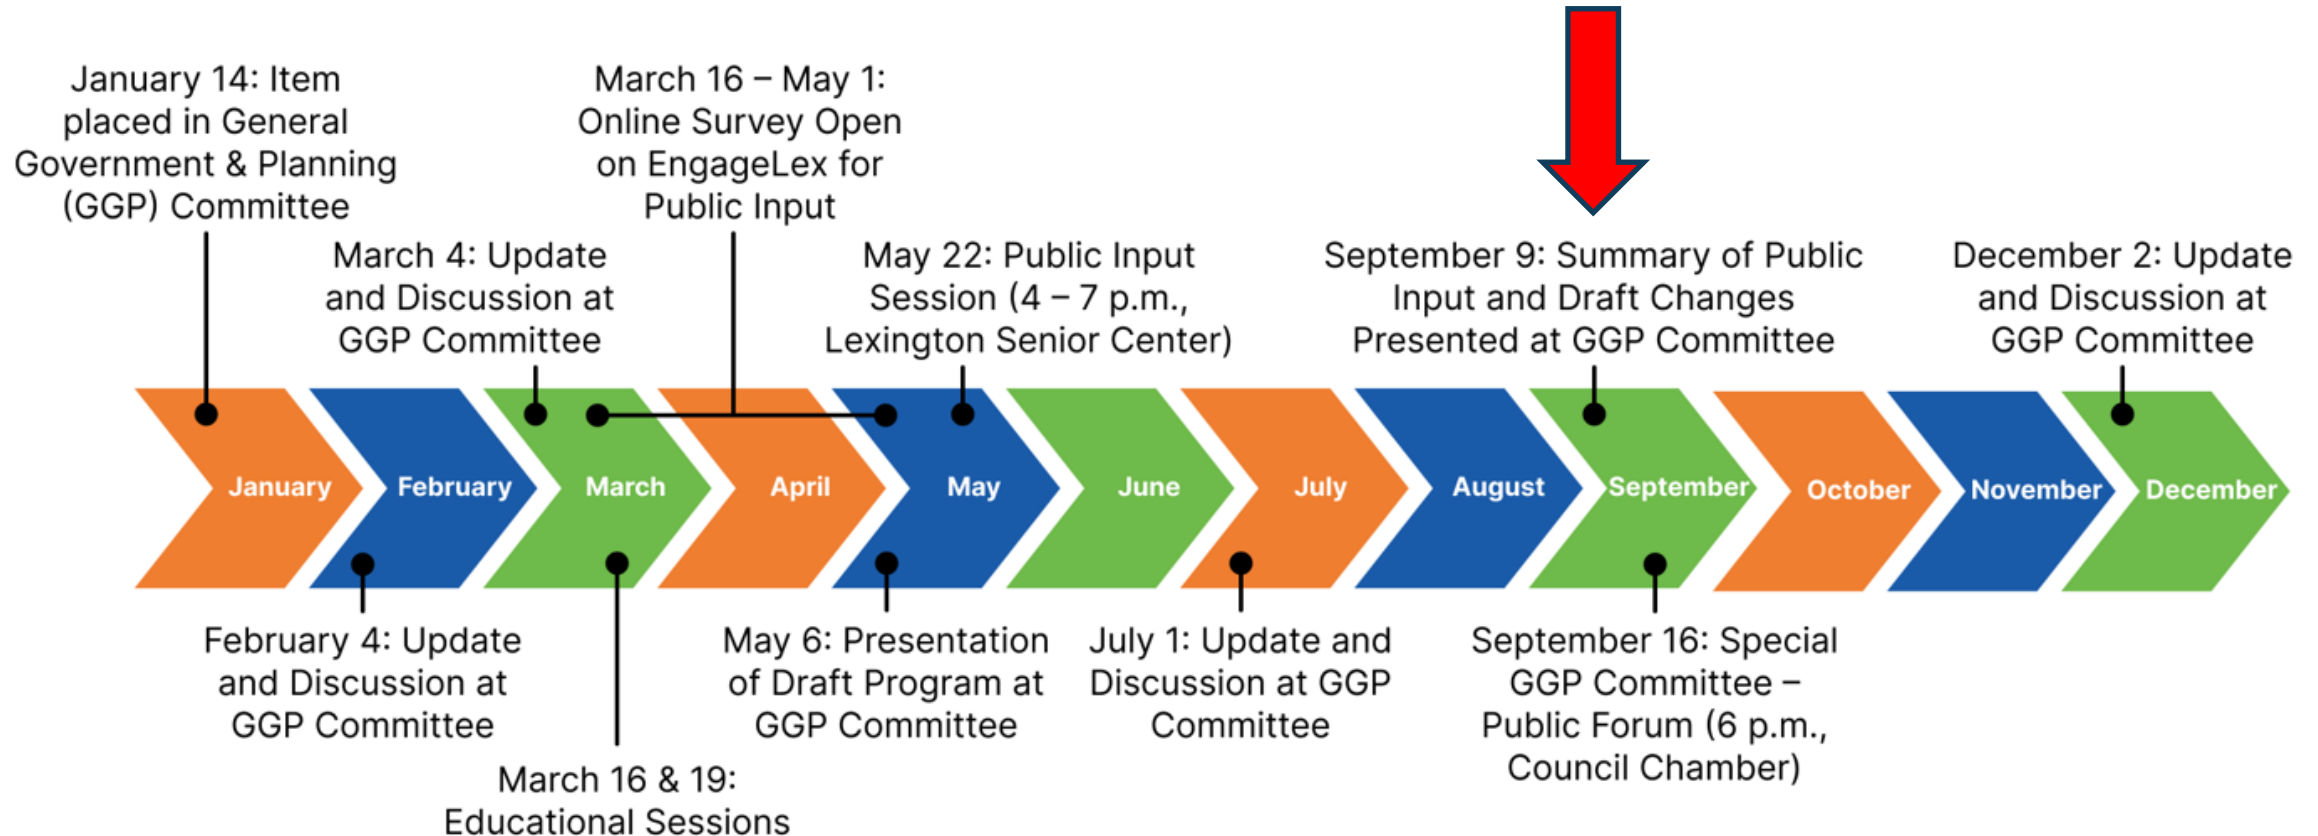 January 14: Item
placed in General
Government & Planning
(GGP) Committee
March 16 – May 1:
Online Survey Open
on EngageLex for
Public Input
March 4: Update
and Discussion at
GGP Committee
May 22: Public Input
Session (4 – 7 p.m.,
Lexington Senior Center)
September 9: Summary of Public
Input and Draft Changes
Presented at GGP Committee
December 2: Update
and Discussion at
GGP Committee
January
February
March
April
May
June
July
August
September
October
November
December
February 4: Update
and Discussion at
GGP Committee
March 16 & 19:
Educational Sessions
May 6: Presentation
of Draft Program at
GGP Committee
July 1: Update and
Discussion at GGP
Committee
September 16: Special
GGP Committee –
Public Forum (6 p.m.,
Council Chamber)